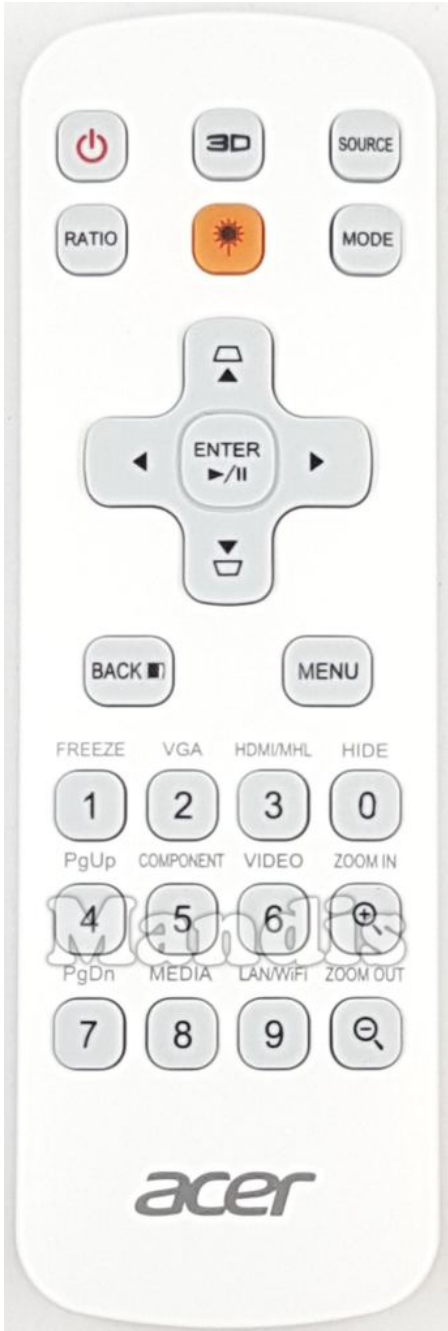 3D SOURCE
RATIO MODE
ENTER
BACK MENU
FREEZE VGA HDMI/MHL HIDE
1 2 3 0
PgUp COMPONENT VIDEO ZOOM IN
4 5 6
Mandis
PgDn MEDIA LAN/WiFi ZOOM OUT
7 8 9
acer